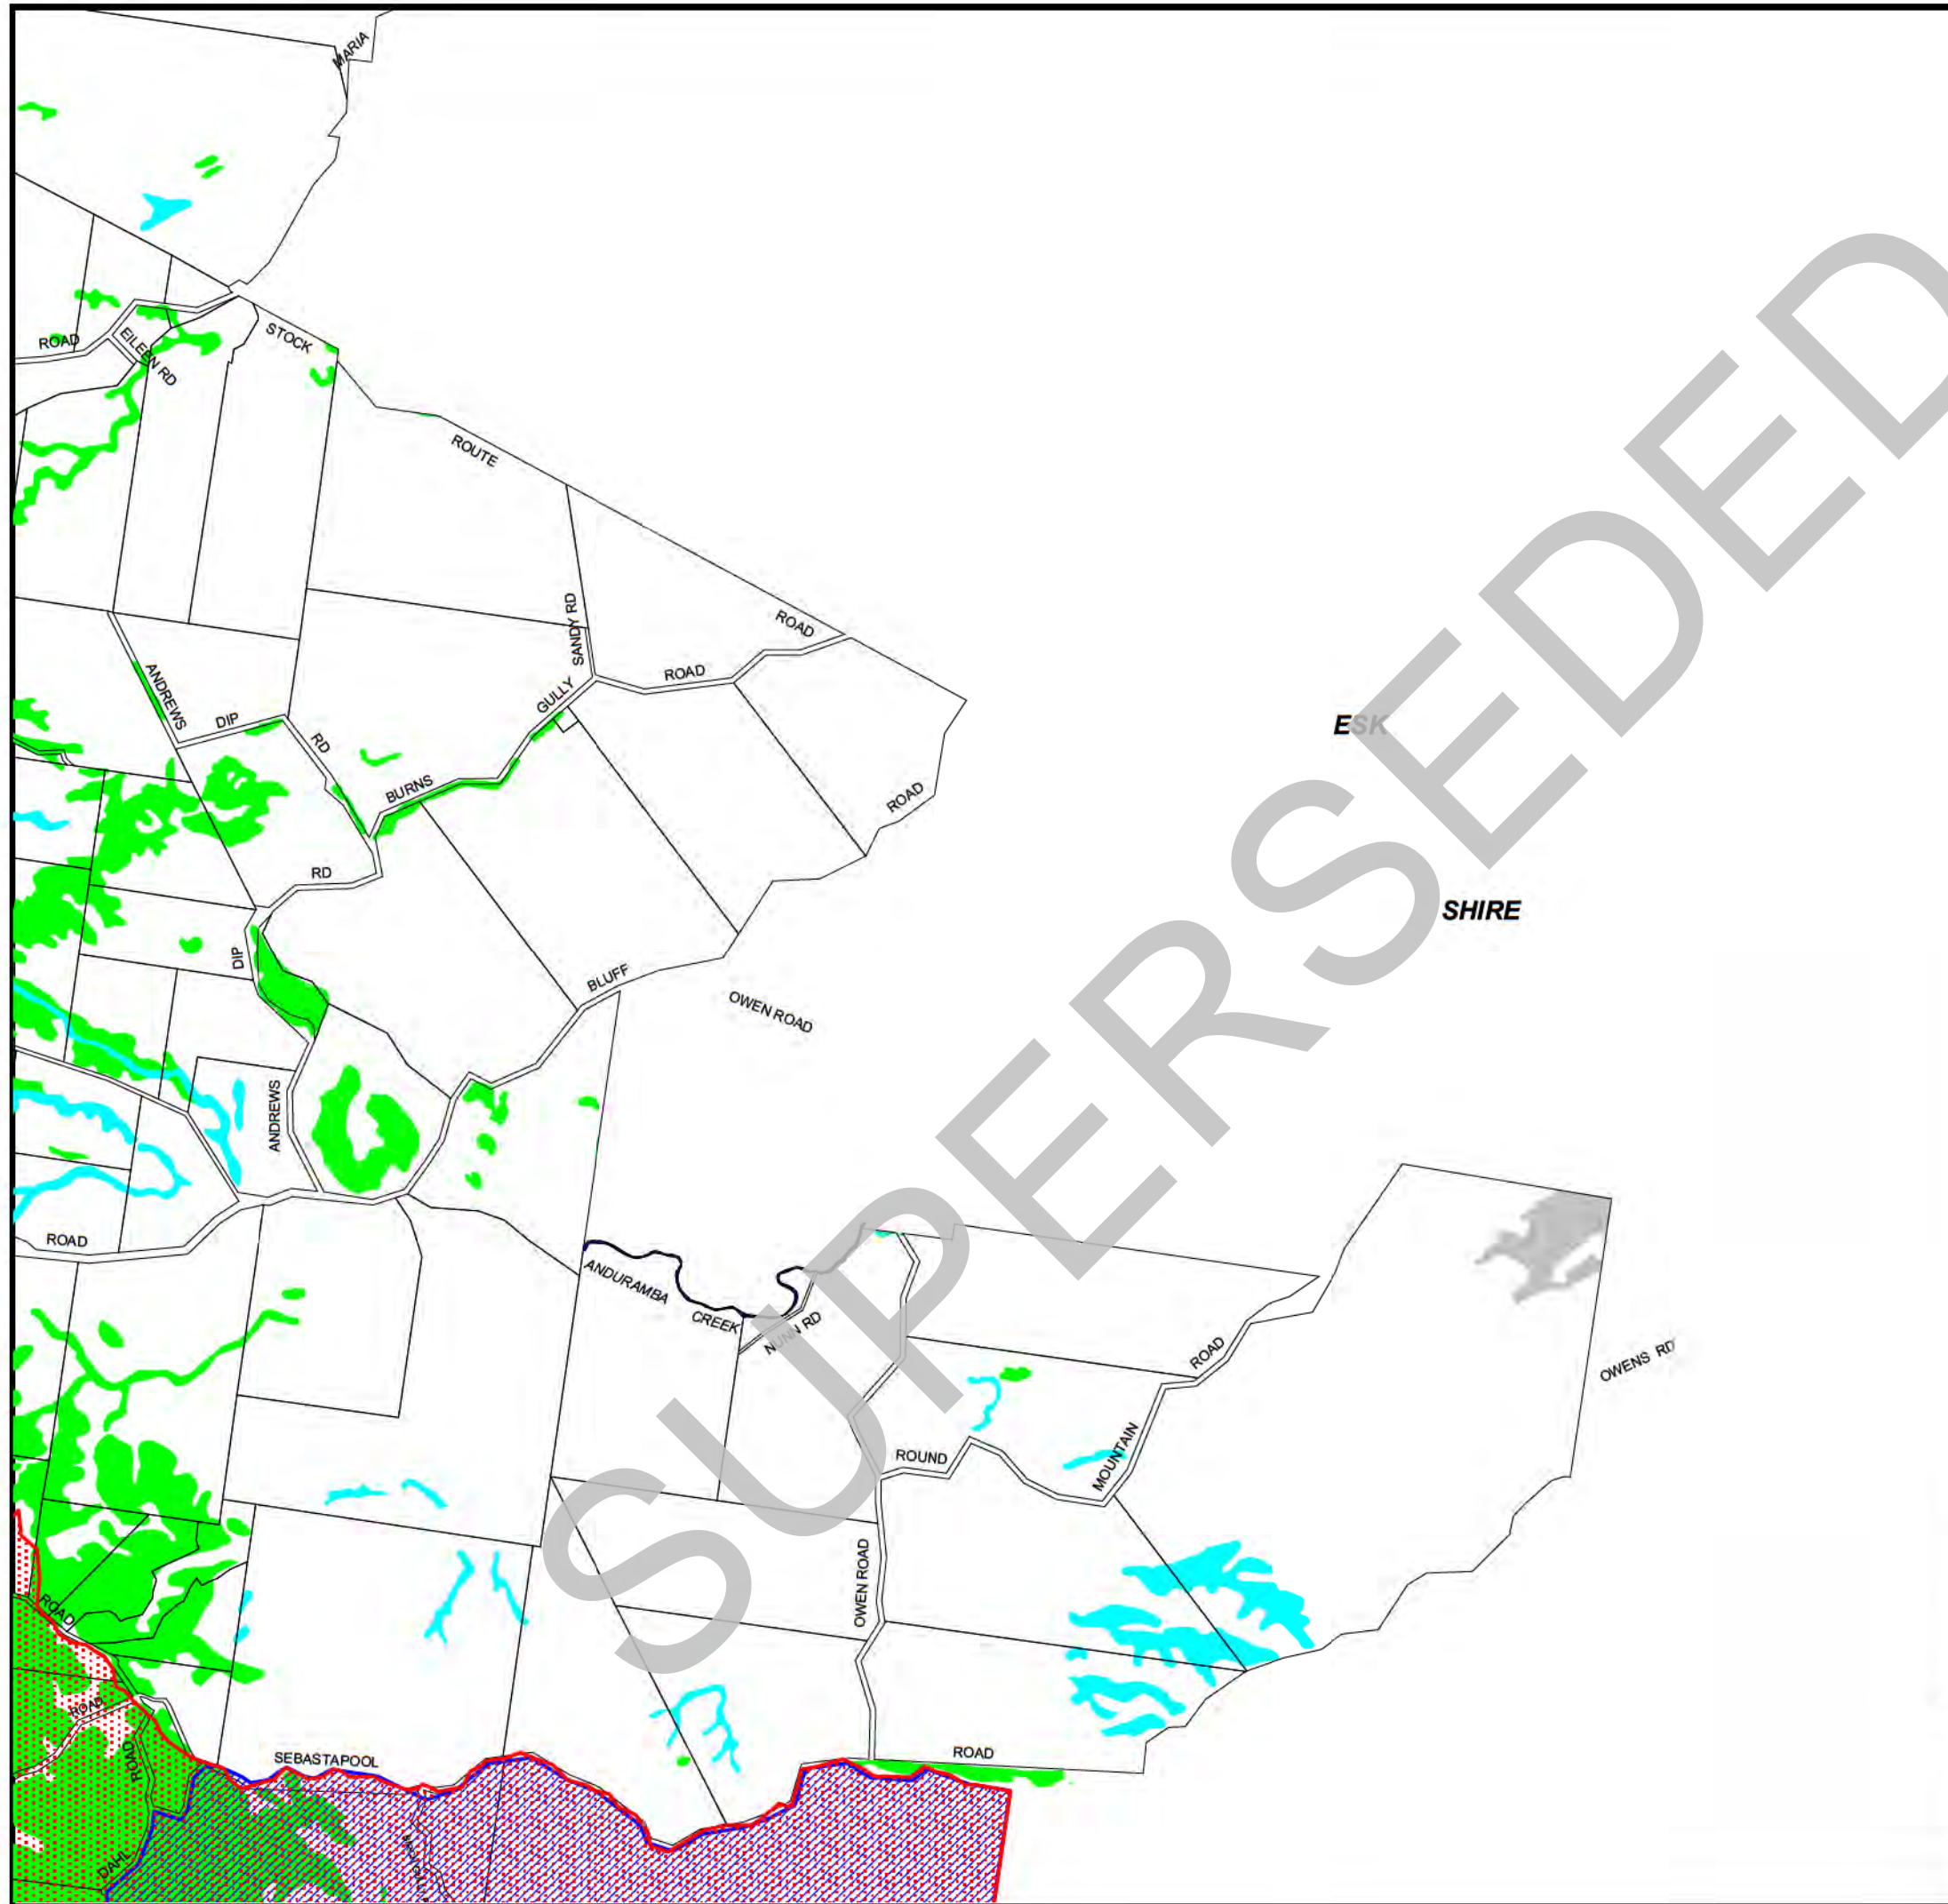 MARIA
ROAD
EILEEN RD
STOCK
ROUTE
ROAD
SANDY RD
ANDREWS
DIP
RD
GULLY
ROAD
BURNS
ROAD
RD
DIP
BLUFF
OWEN ROAD
ESK
SHIRE
ANDREWS
ROAD
ANDURAMBA
CREEK
NUNN RD
ROAD
OWENS RD
ROUND
MOUNTAIN
OWEN ROAD
ROAD
ROAD
ROAD
SEBASTAPOOL
ROAD
DAHL
SUPERSEDED